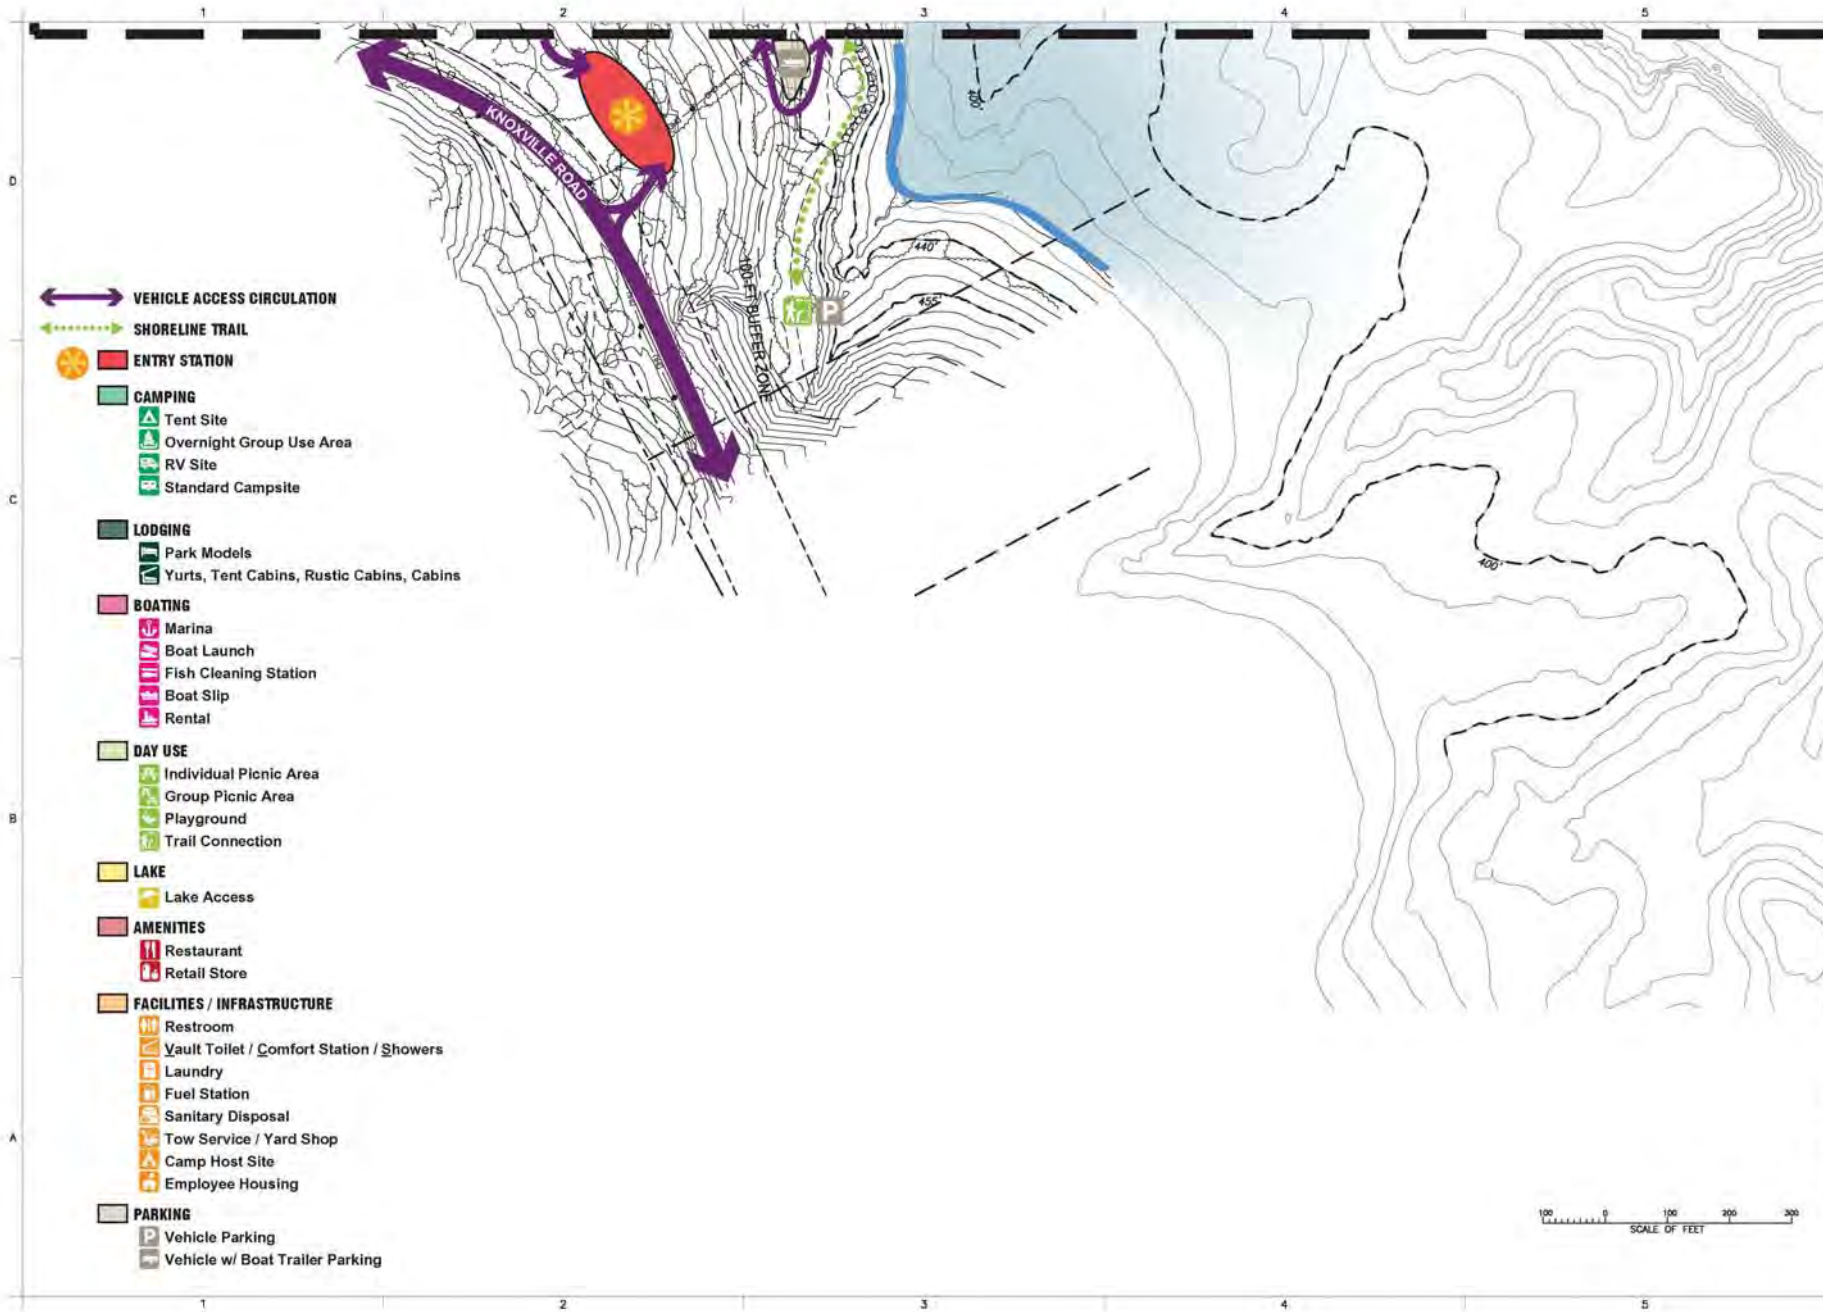 1 2 3 4 5
D
C
B
A
KNOXVILLE ROAD
100 FT BUFFER ZONE
400'
440'
455'
400'
P
VEHICLE ACCESS CIRCULATION
SHORELINE TRAIL
ENTRY STATION
CAMPING
Tent Site
Overnight Group Use Area
RV Site
Standard Campsite
LODGING
Park Models
Yurts, Tent Cabins, Rustic Cabins, Cabins
BOATING
Marina
Boat Launch
Fish Cleaning Station
Boat Slip
Rental
DAY USE
Individual Picnic Area
Group Picnic Area
Playground
Trail Connection
LAKE
Lake Access
AMENITIES
Restaurant
Retail Store
FACILITIES / INFRASTRUCTURE
Restroom
Vault Toilet / Comfort Station / Showers
Laundry
Fuel Station
Sanitary Disposal
Tow Service / Yard Shop
Camp Host Site
Employee Housing
PARKING
P Vehicle Parking
Vehicle w/ Boat Trailer Parking
100 0 100 200 300
SCALE OF FEET
1 2 3 4 5